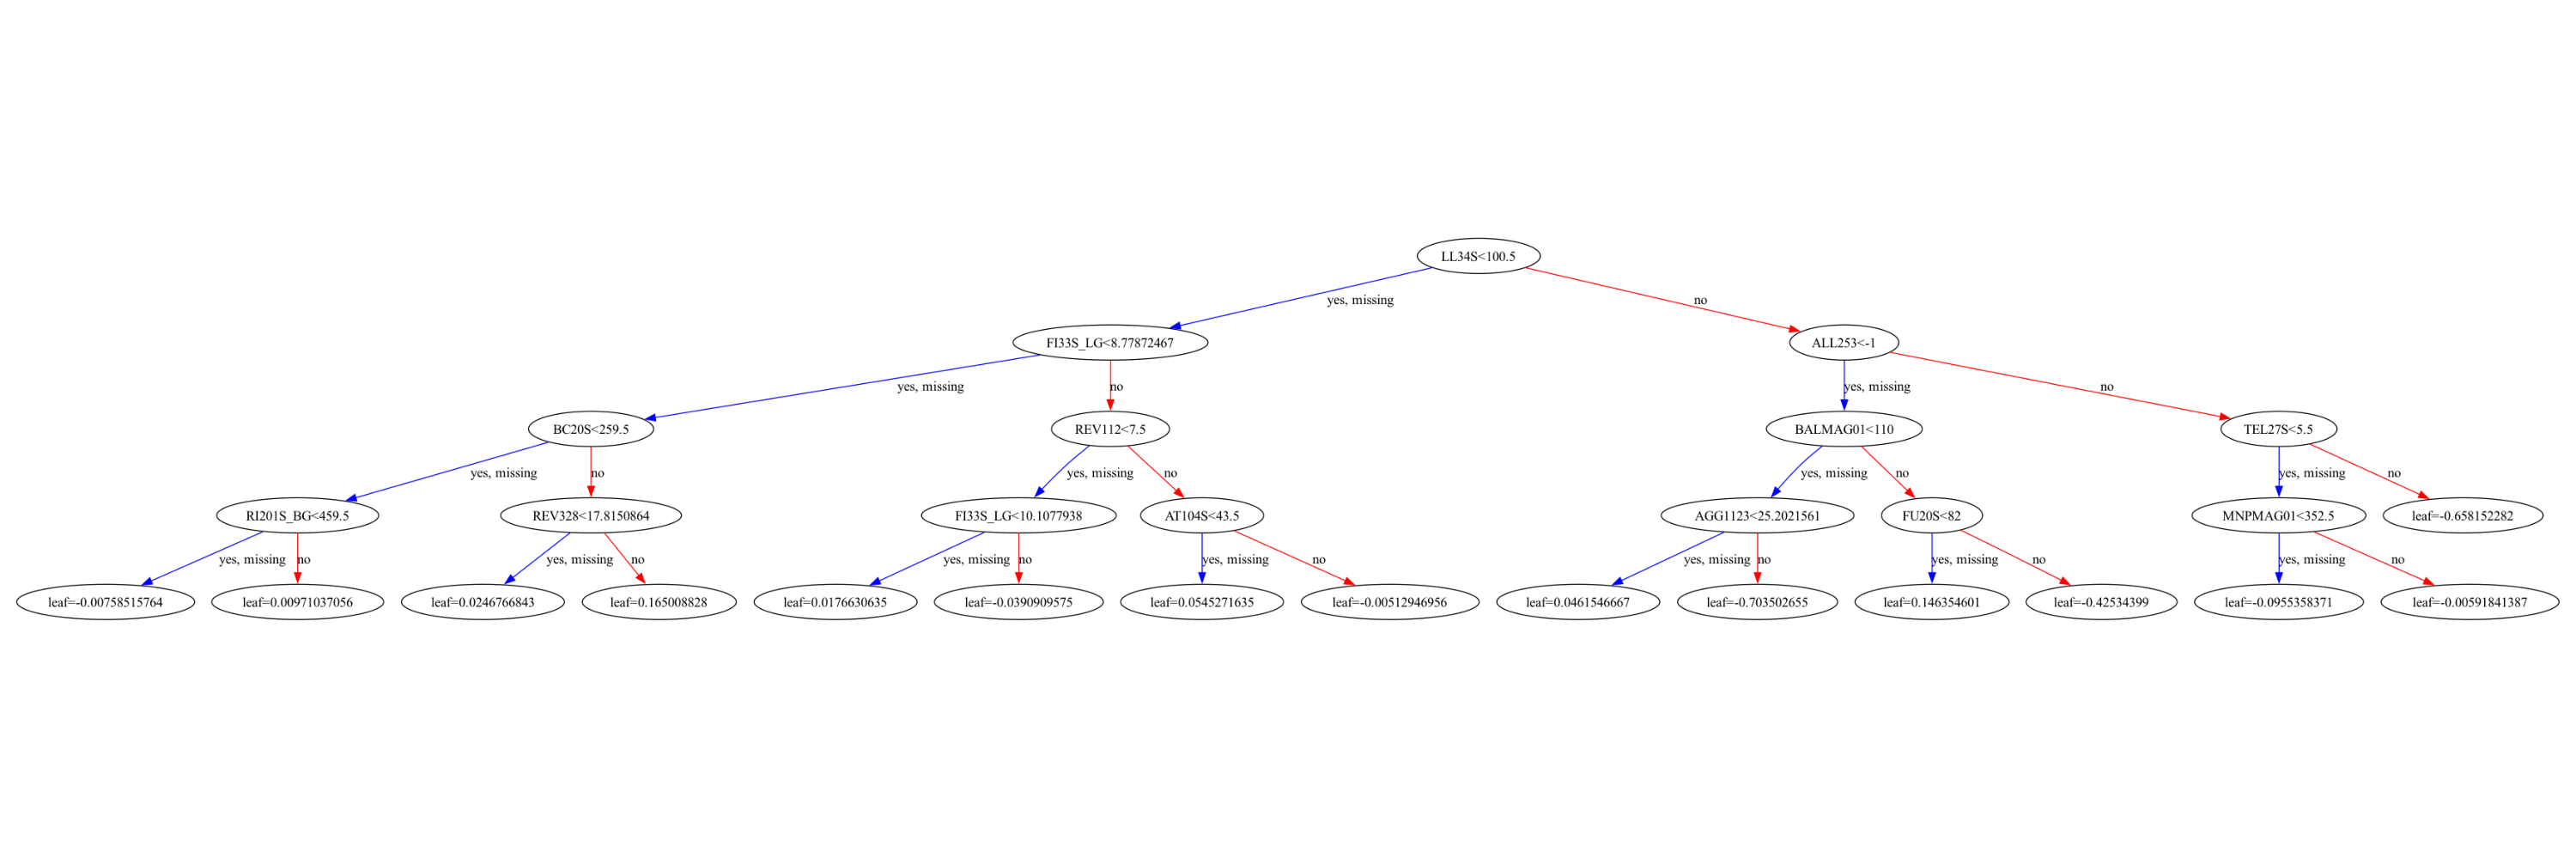 LL34S<100.5
yes, missing
no
FI33S_LG<8.77872467
ALL253<-1
yes, missing
no
yes, missing
no
BC20S<259.5
REV112<7.5
BALMAG01<110
TEL27S<5.5
yes, missing
no
yes, missing
no
yes, missing
no
yes, missing
no
RI201S_BG<459.5
REV328<17.8150864
FI33S_LG<10.1077938
AT104S<43.5
AGG1123<25.2021561
FU20S<82
MNPMAG01<352.5
leaf=-0.658152282
yes, missing
no
yes, missing
no
yes, missing
no
yes, missing
no
yes, missing
no
yes, missing
no
yes, missing
no
leaf=-0.00758515764
leaf=0.00971037056
leaf=0.0246766843
leaf=0.165008828
leaf=0.0176630635
leaf=-0.0390909575
leaf=0.0545271635
leaf=-0.00512946956
leaf=0.0461546667
leaf=-0.703502655
leaf=0.146354601
leaf=-0.42534399
leaf=-0.0955358371
leaf=-0.00591841387